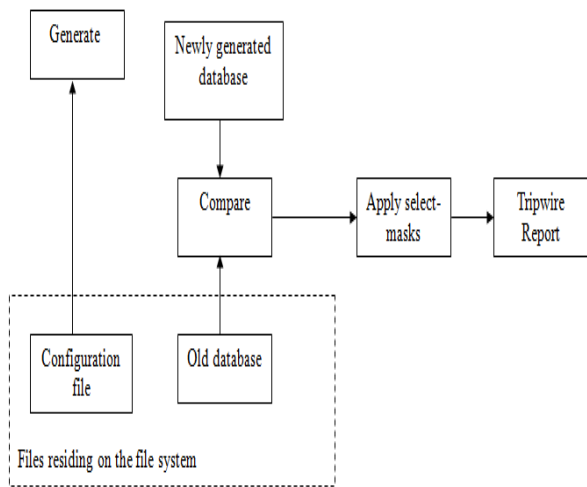 Generate
Newly generated
database
Compare
Apply select-
masks
Tripwire
Report
Configuration
file
Old database
Files residing on the file system